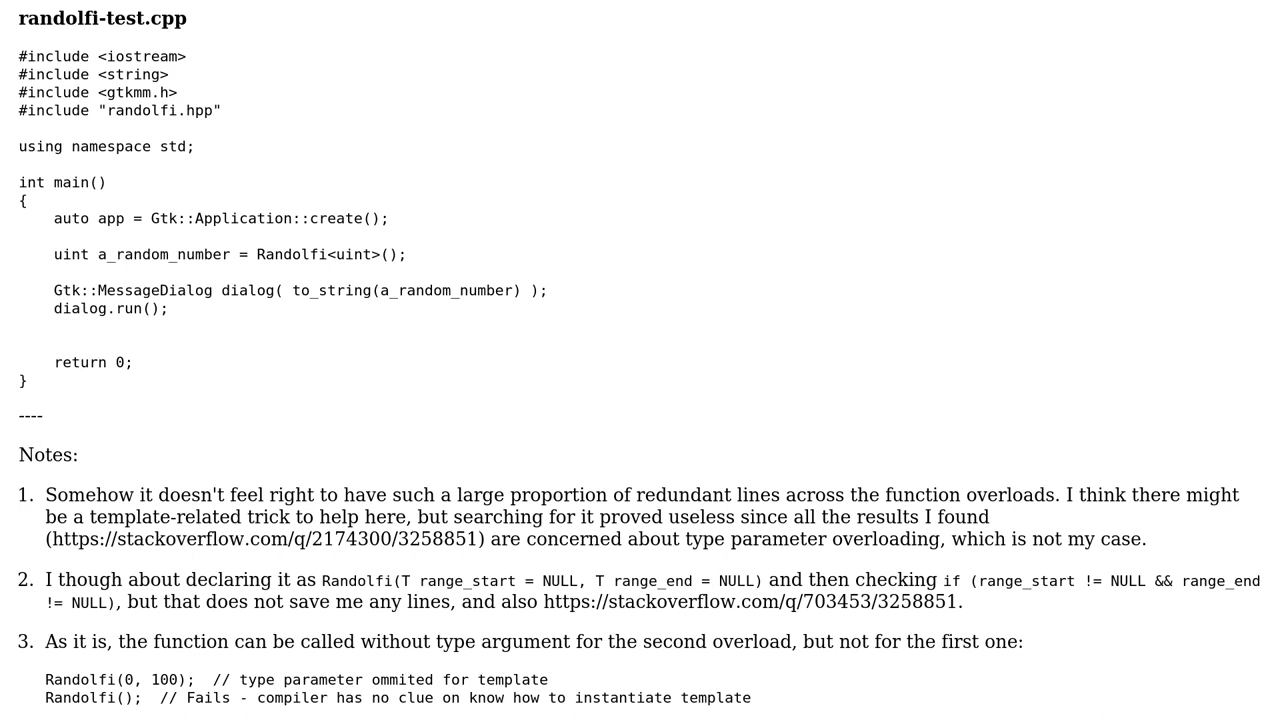 randolfi-test.cpp
#include <iostream>
#include <string>
#include <gtkmm.h>
#include "randolfi.hpp"
using namespace std;
int main()
{
    auto app = Gtk::Application::create();
    uint a_random_number = Randolfi<uint>();
    Gtk::MessageDialog dialog( to_string(a_random_number) );
    dialog.run();
    return 0;
}
----
Notes:
1. Somehow it doesn't feel right to have such a large proportion of redundant lines across the function overloads. I think there might
be a template-related trick to help here, but searching for it proved useless since all the results I found
(https://stackoverflow.com/q/2174300/3258851) are concerned about type parameter overloading, which is not my case.
2. I though about declaring it as Randolfi(T range_start = NULL, T range_end = NULL) and then checking if (range_start != NULL && range_end
!= NULL), but that does not save me any lines, and also https://stackoverflow.com/q/703453/3258851.
3. As it is, the function can be called without type argument for the second overload, but not for the first one:
Randolfi(0, 100);  // type parameter ommited for template
Randolfi();  // Fails - compiler has no clue on know how to instantiate template